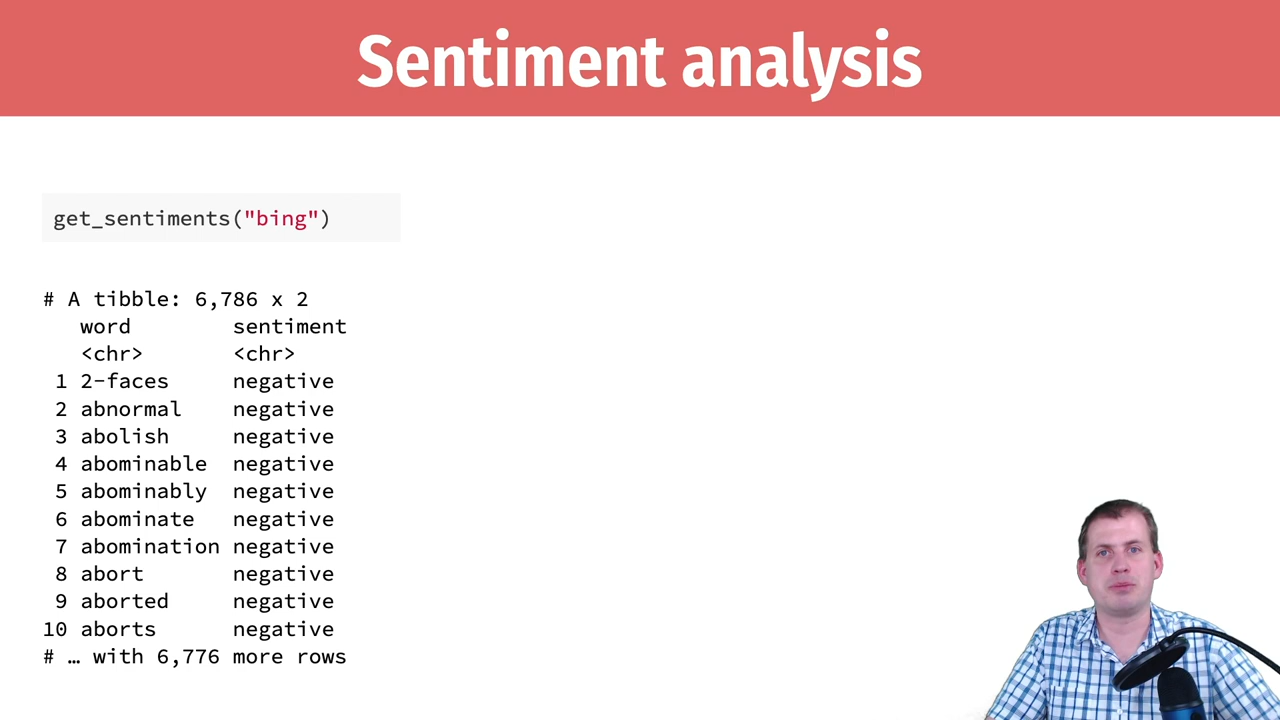 Sentiment analysis
get_sentiments("bing")
# A tibble: 6,786 x 2
word sentiment
<chr> <chr>
1 2-faces negative
2 abnormal negative
3 abolish negative
4 abominable negative
5 abominably negative
6 abominate negative
7 abomination negative
8 abort negative
9 aborted negative
10 aborts negative
# … with 6,776 more rows